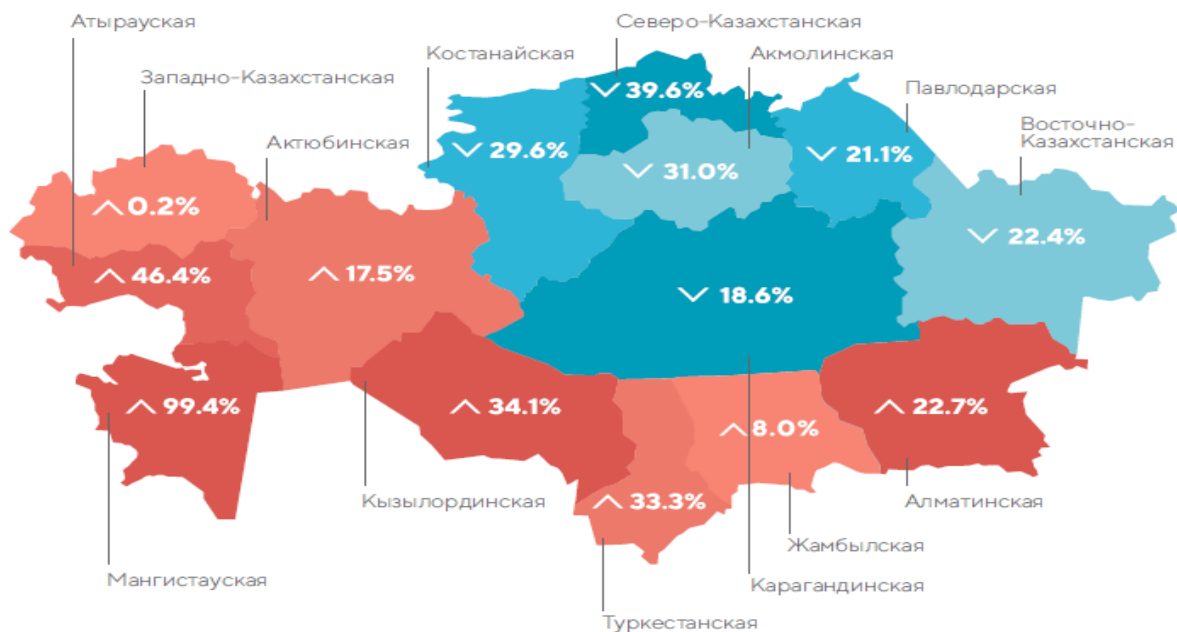 Атырауская
Северо-Казахстанская
Костанайская
Акмолинская
Западно-Казахстанская
Павлодарская
Восточно-
Казахстанская
Актюбинская
39.6%
29.6%
31.0%
21.1%
0.2%
22.4%
46.4%
17.5%
18.6%
99.4%
34.1%
22.7%
8.0%
33.3%
Кызылординская
Алматинская
Жамбылская
Мангистауская
Карагандинская
Туркестанская